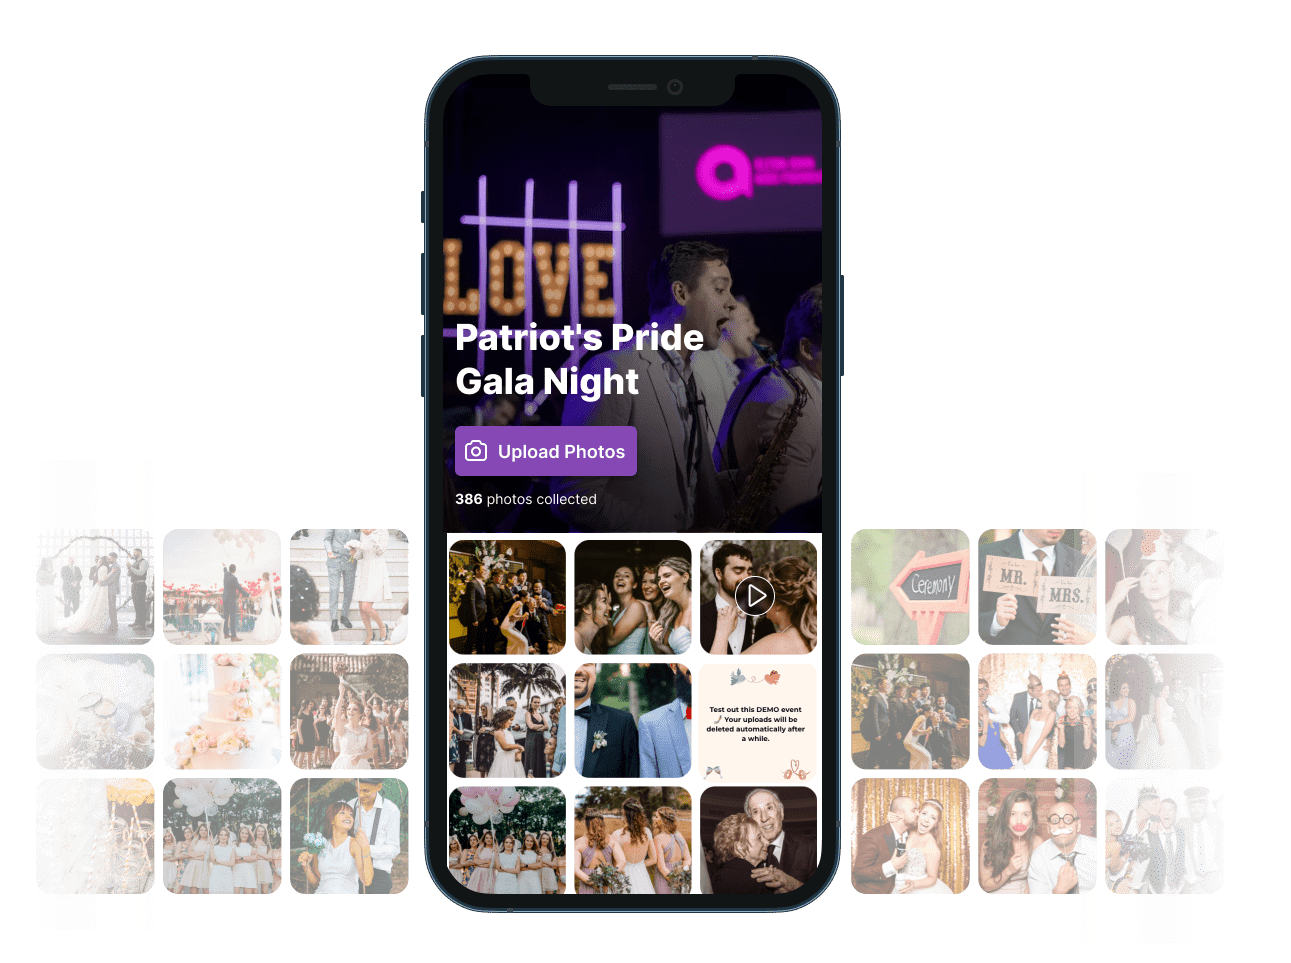 LOVE
Patriot's Pride
Gala Night
Upload Photos
386 photos collected
Test out this DEMO event
Your uploads will be
deleted automatically after
a while.
Ceremony
MR.
MRS.